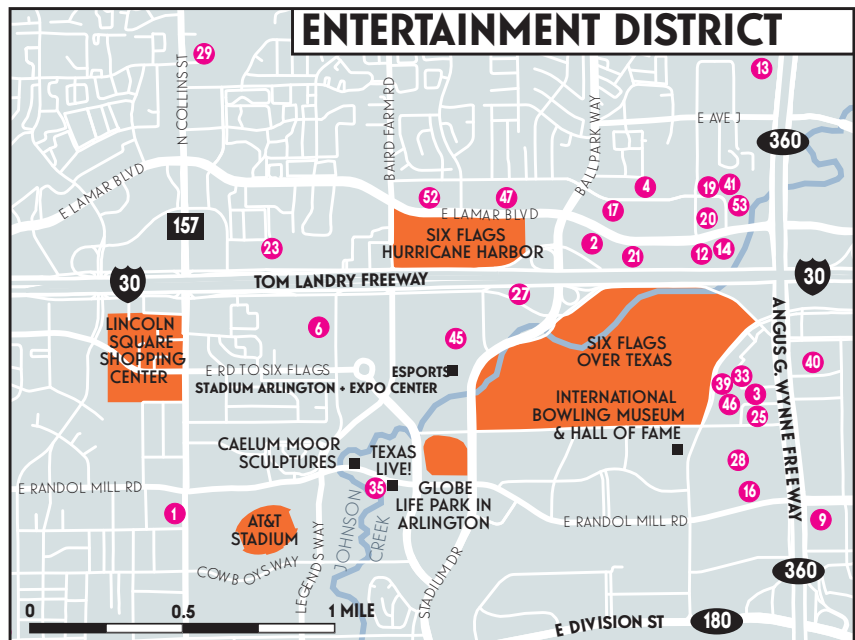 ENTERTAINMENT DISTRICT
29
N COLLINS ST
BAIRD FARM RD
BALLPARK WAY
13
E AVE J
360
E LAMAR BLVD
52
47
4
19
41
53
17
20
E LAMAR BLVD
157
23
SIX FLAGS
HURRICANE HARBOR
2
21
12
14
30
TOM LANDRY FREEWAY
30
27
LINCOLN
SQUARE
SHOPPING
CENTER
6
45
SIX FLAGS
OVER TEXAS
ANGUS G. WYNNE FREEWAY
40
E RD TO SIX FLAGS
ESPORTS
STADIUM ARLINGTON + EXPO CENTER
39
33
3
46
25
INTERNATIONAL
BOWLING MUSEUM
& HALL OF FAME
CAELUM MOOR
SCULPTURES
TEXAS
LIVE!
28
E RANDOL MILL RD
35
GLOBE
LIFE PARK IN
ARLINGTON
16
1
AT&T
STADIUM
JOHNSON
CREEK
E RANDOL MILL RD
9
COWBOYS WAY
LEGENDS WAY
STADIUM DR
360
0
0.5
1 MILE
E DIVISION ST
180